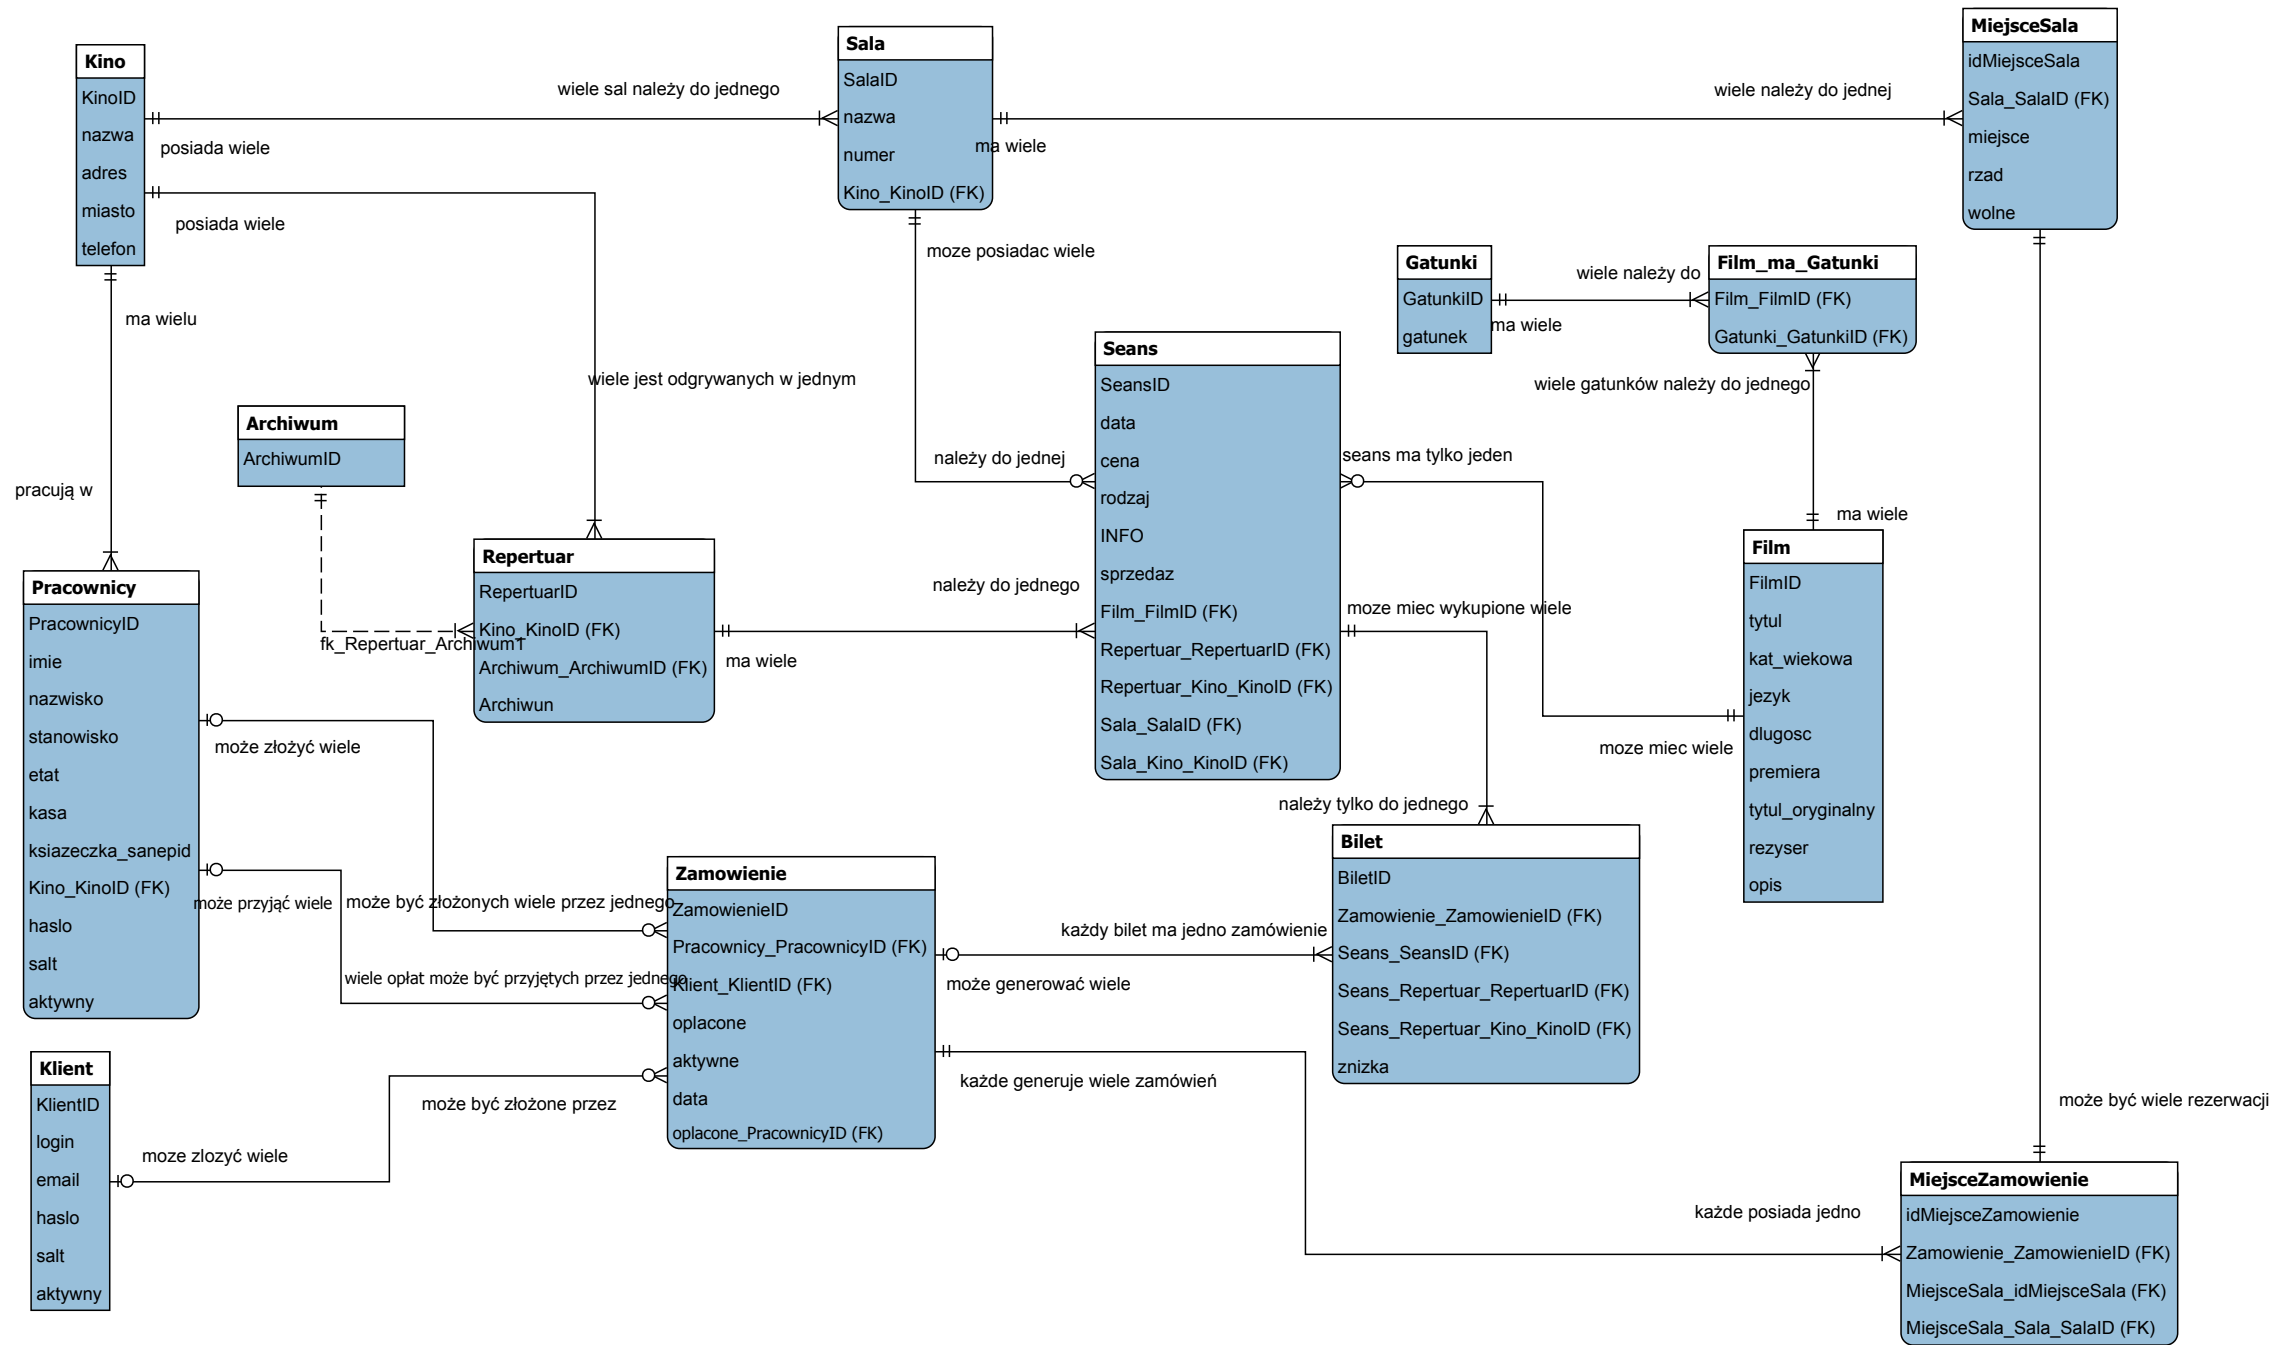 Kino
KinoID
nazwa
adres
miasto
telefon
wiele sal należy do jednego
posiada wiele
posiada wiele
ma wielu
pracują w
Sala
SalaID
nazwa
numer
Kino_KinoID (FK)
wiele należy do jednej
ma wiele
moze posiadac wiele
MiejsceSala
idMiejsceSala
Sala_SalaID (FK)
miejsce
rzad
wolne
Gatunki
GatunkiID
gatunek
wiele należy do
ma wiele
Film_ma_Gatunki
Film_FilmID (FK)
Gatunki_GatunkiID (FK)
wiele gatunków należy do jednego
ma wiele
wiele jest odgrywanych w jednym
Archiwum
ArchiwumID
fk_Repertuar_Archiwum1
Repertuar
RepertuarID
Kino_KinoID (FK)
Archiwum_ArchiwumID (FK)
Archiwun
należy do jednej
należy do jednego
ma wiele
Seans
SeansID
data
cena
rodzaj
INFO
sprzedaz
Film_FilmID (FK)
Repertuar_RepertuarID (FK)
Repertuar_Kino_KinoID (FK)
Sala_SalaID (FK)
Sala_Kino_KinoID (FK)
seans ma tylko jeden
moze miec wykupione wiele
moze miec wiele
należy tylko do jednego
Film
FilmID
tytul
kat_wiekowa
jezyk
dlugosc
premiera
tytul_oryginalny
rezyser
opis
Pracownicy
PracownicyID
imie
nazwisko
stanowisko
etat
kasa
ksiazeczka_sanepid
Kino_KinoID (FK)
haslo
salt
aktywny
może złożyć wiele
może przyjąć wiele
może być złożonych wiele przez jednego
wiele opłat może być przyjętych przez jednego
Zamowienie
ZamowienieID
Pracownicy_PracownicyID (FK)
Klient_KlientID (FK)
oplacone
aktywne
data
oplacone_PracownicyID (FK)
każdy bilet ma jedno zamówienie
może generować wiele
każde generuje wiele zamówień
Bilet
BiletID
Zamowienie_ZamowienieID (FK)
Seans_SeansID (FK)
Seans_Repertuar_RepertuarID (FK)
Seans_Repertuar_Kino_KinoID (FK)
znizka
Klient
KlientID
login
email
haslo
salt
aktywny
może być złożone przez
moze zlozyć wiele
może być wiele rezerwacji
każde posiada jedno
MiejsceZamowienie
idMiejsceZamowienie
Zamowienie_ZamowienieID (FK)
MiejsceSala_idMiejsceSala (FK)
MiejsceSala_Sala_SalaID (FK)